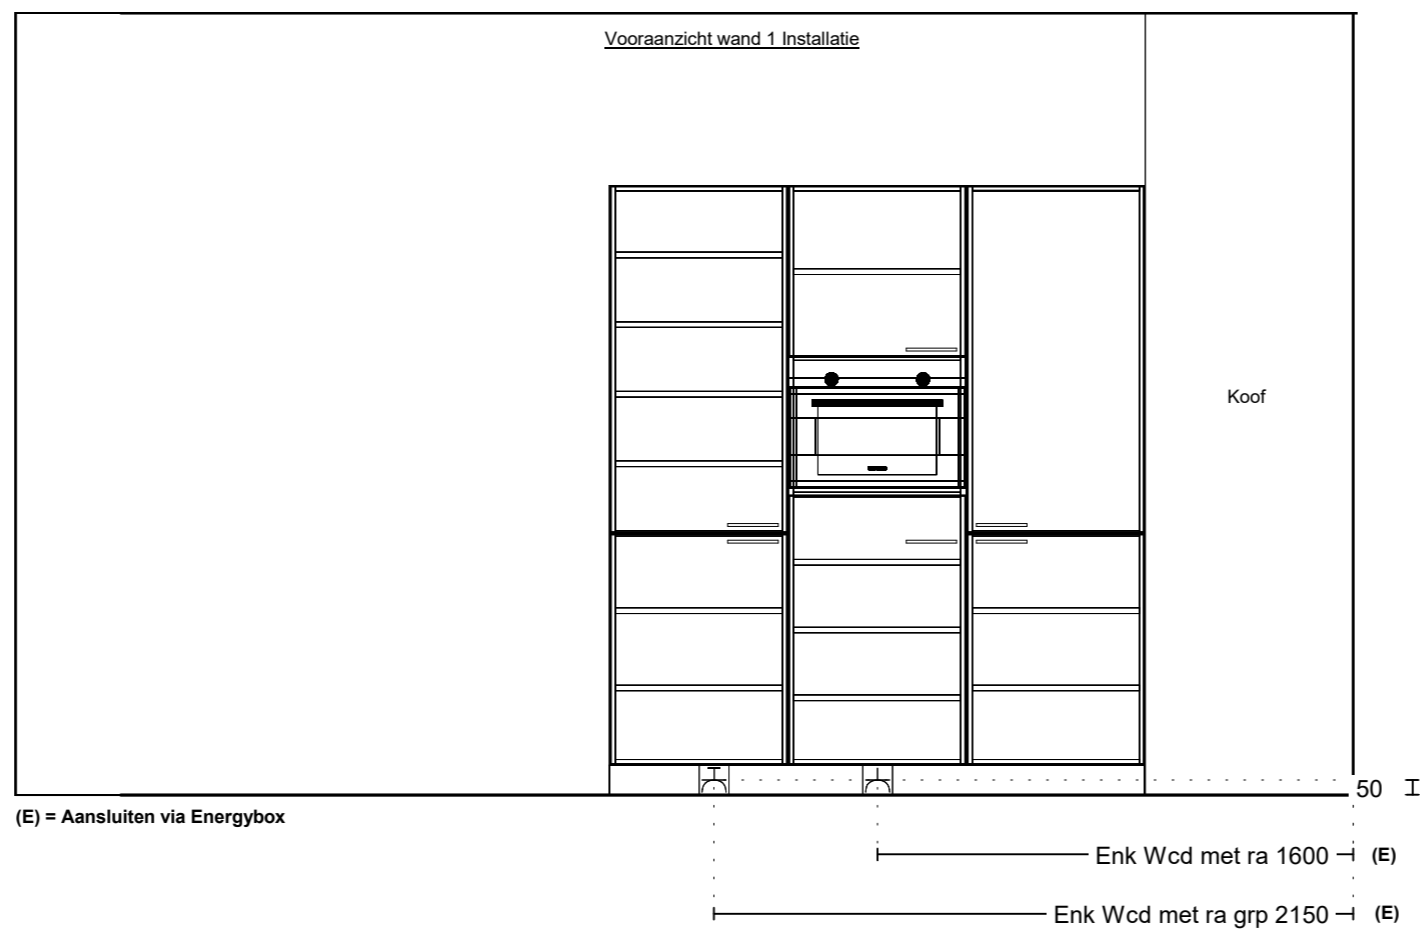 Vooraanzicht wand 1 Installatie
Koof
50
(E) = Aansluiten via Energybox
Enk Wcd met ra 1600 (E)
Enk Wcd met ra grp 2150 (E)